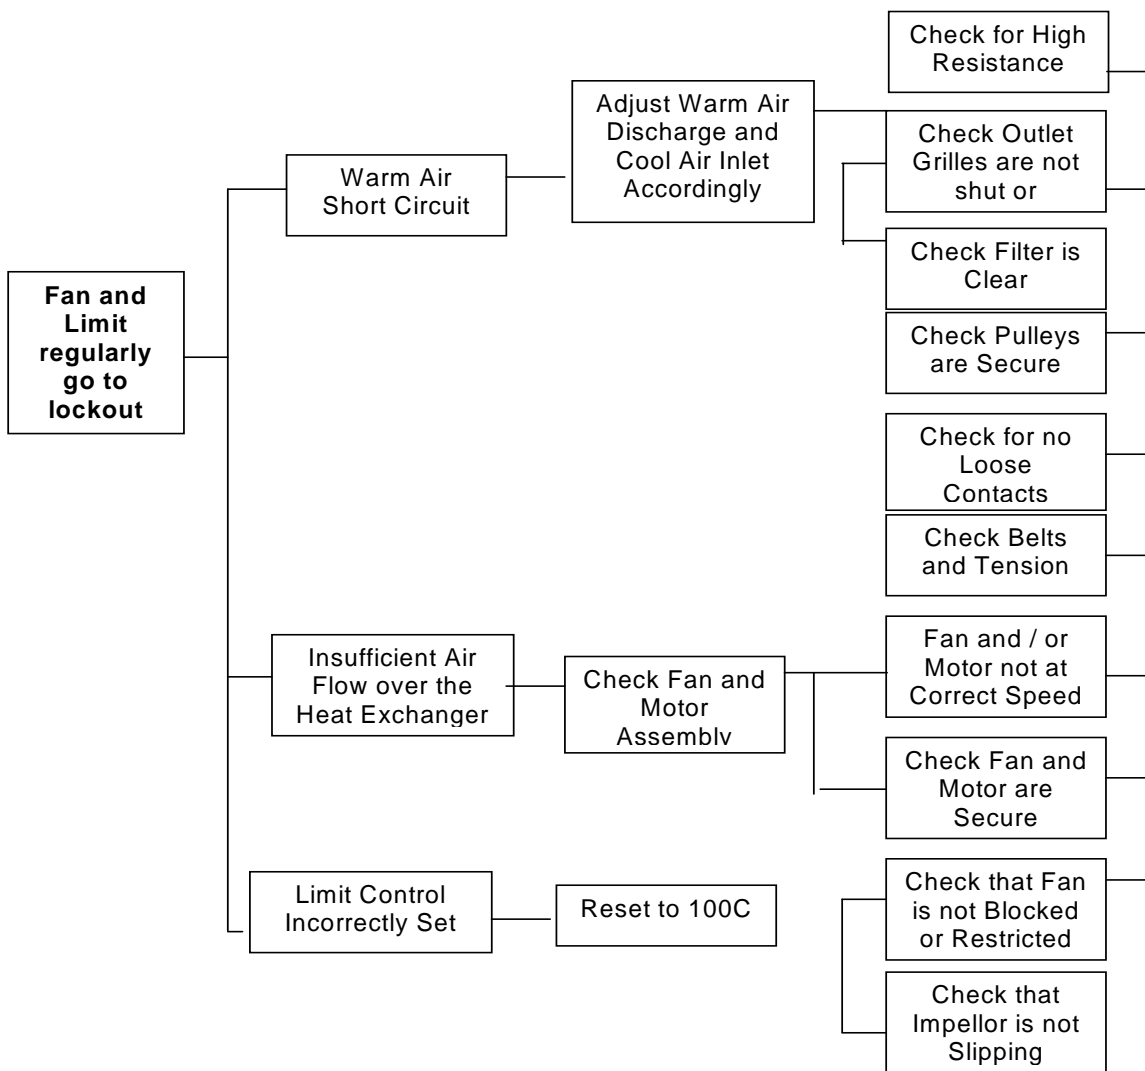 Fan and
Limit
regularly
go to
lockout
Warm Air
Short Circuit
Adjust Warm Air
Discharge and
Cool Air Inlet
Accordingly
Check for High
Resistance
Check Outlet
Grilles are not
shut or
Check Filter is
Clear
Check Pulleys
are Secure
Check for no
Loose
Contacts
Check Belts
and Tension
Insufficient Air
Flow over the
Heat Exchanger
Check Fan and
Motor
Assembly
Fan and / or
Motor not at
Correct Speed
Check Fan and
Motor are
Secure
Limit Control
Incorrectly Set
Reset to 100C
Check that Fan
is not Blocked
or Restricted
Check that
Impellor is not
Slipping